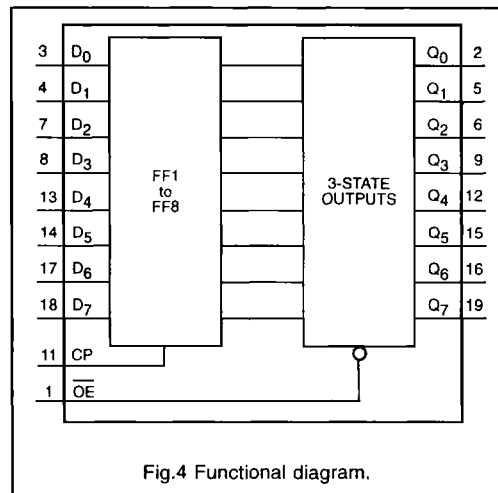 3 D0 Q0 2
4 D1 Q1 5
7 D2 Q2 6
8 D3 Q3 9
FF1
to
FF8
3-STATE
OUTPUTS
13 D4 Q4 12
14 D5 Q5 15
17 D6 Q6 16
18 D7 Q7 19
11 CP
1 OE
Fig.4 Functional diagram.